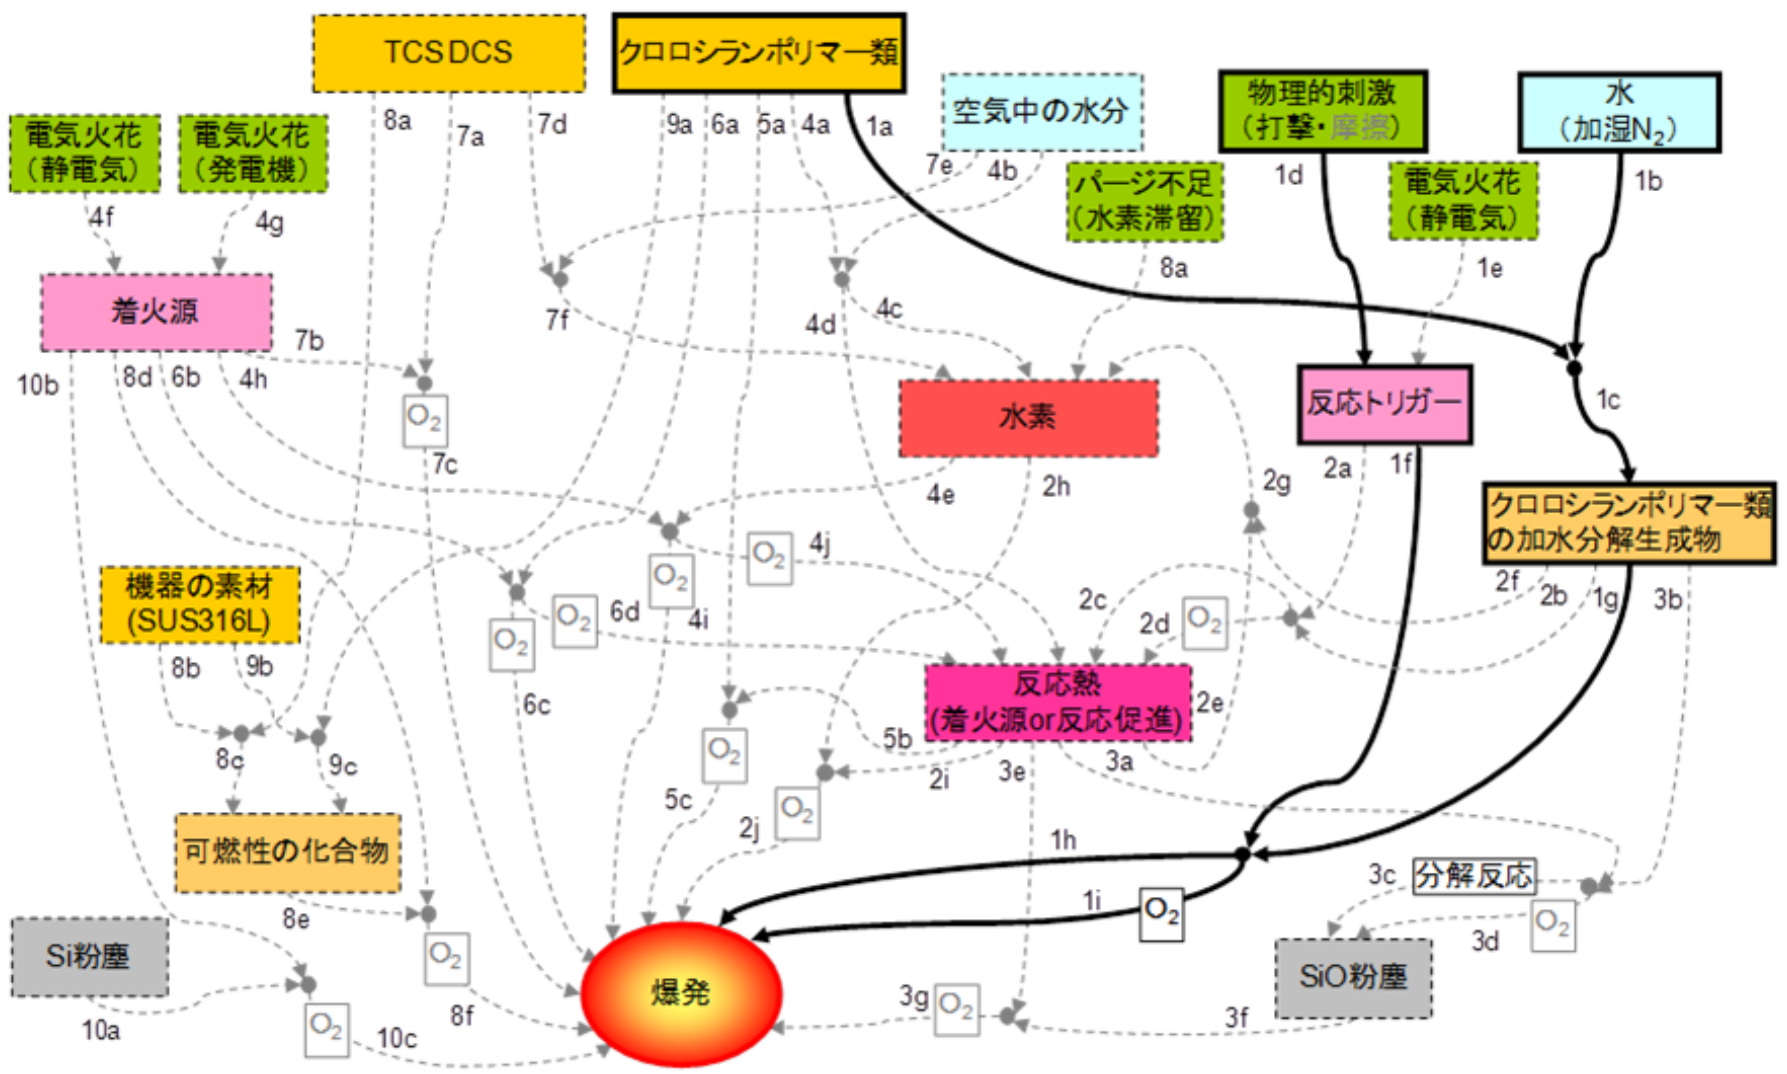 TCSDCS
クロロシランポリマー類
空気中の水分
物理的刺激
（打撃・摩擦）
水
（加湿N₂）
電気火花
（静電気）
電気火花
（発電機）
8a
7a
7d
9a
6a
5a
4a
1a
7e
4b
パージ不足
（水素滞留）
1d
電気火花
（静電気）
1b
4f
4g
8a
1e
着火源
7b
7f
4d
4c
10b
8d
6b
4h
O₂
水素
反応トリガー
1c
7c
4e
2h
2g
2a
1f
クロロシランポリマー類
の加水分解生成物
O₂
4j
O₂
機器の素材
(SUS316L)
O₂
6d
4i
2c
2d
O₂
2f
2b
1g
3b
8b
9b
O₂
6c
反応熱
(着火源or反応促進)
2e
8c
9c
O₂
5b
2i
3e
3a
5c
O₂
2j
可燃性の化合物
1h
3c
分解反応
8e
1i
O₂
O₂
3d
Si粉塵
O₂
爆発
SiO粉塵
10a
O₂
10c
8f
3g
O₂
3f